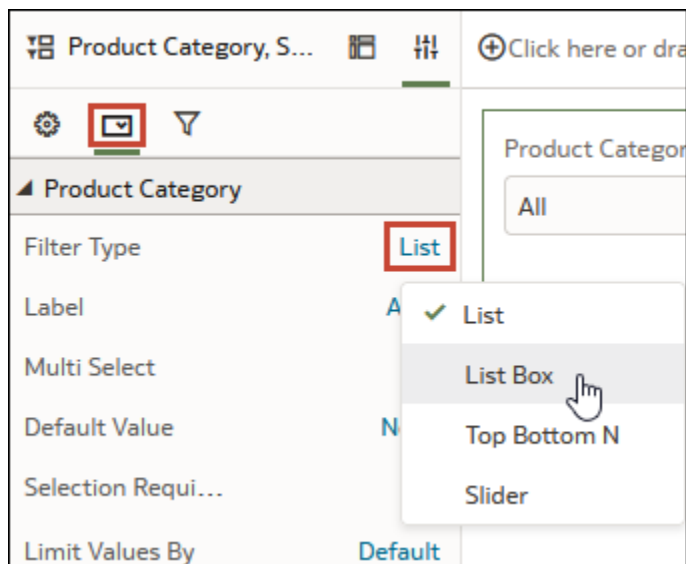 Product Category, S...
Click here or dra
Product Categor
All
Product Category
Filter Type List
Label A
Multi Select
Default Value N
Selection Requi...
Limit Values By Default
List
List Box
Top Bottom N
Slider